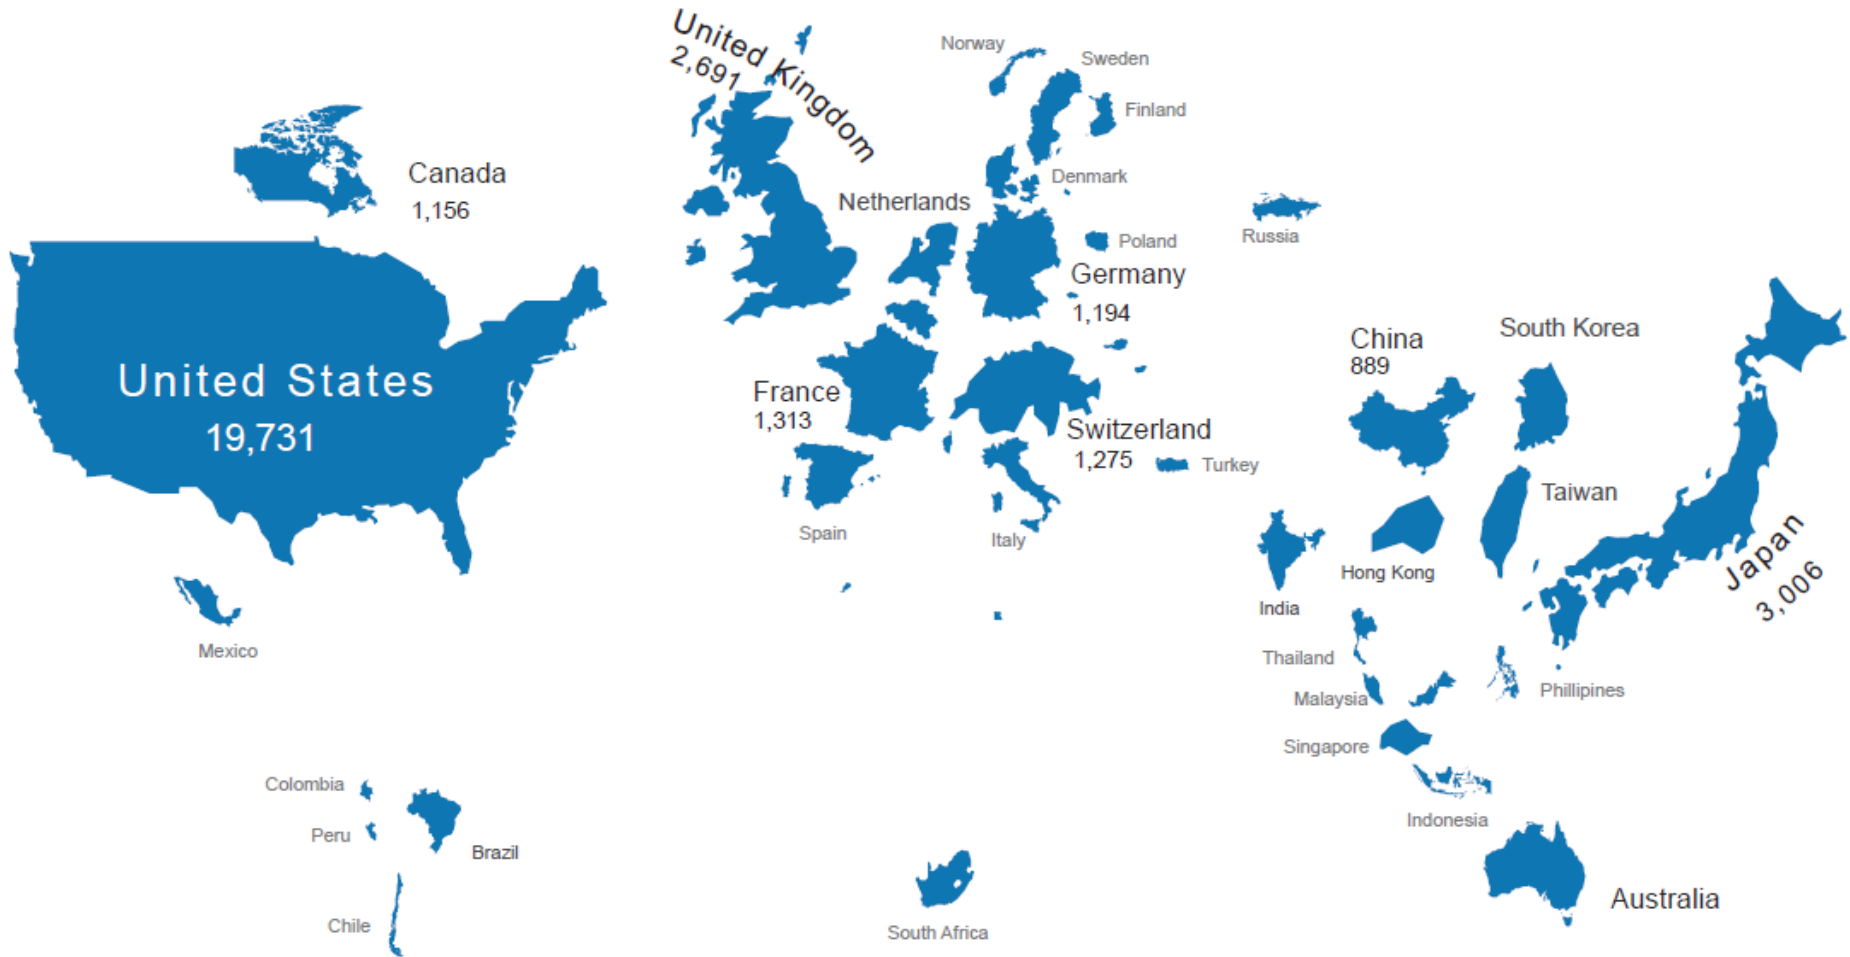 United Kingdom
2,691
Norway
Sweden
Finland
Canada
1,156
Denmark
Netherlands
Russia
Poland
Germany
1,194
South Korea
China
889
United States
19,731
France
1,313
Switzerland
1,275
Turkey
Taiwan
Spain
Italy
Japan
3,006
Hong Kong
India
Mexico
Thailand
Malaysia
Phillipines
Singapore
Colombia
Indonesia
Peru
Brazil
Australia
Chile
South Africa